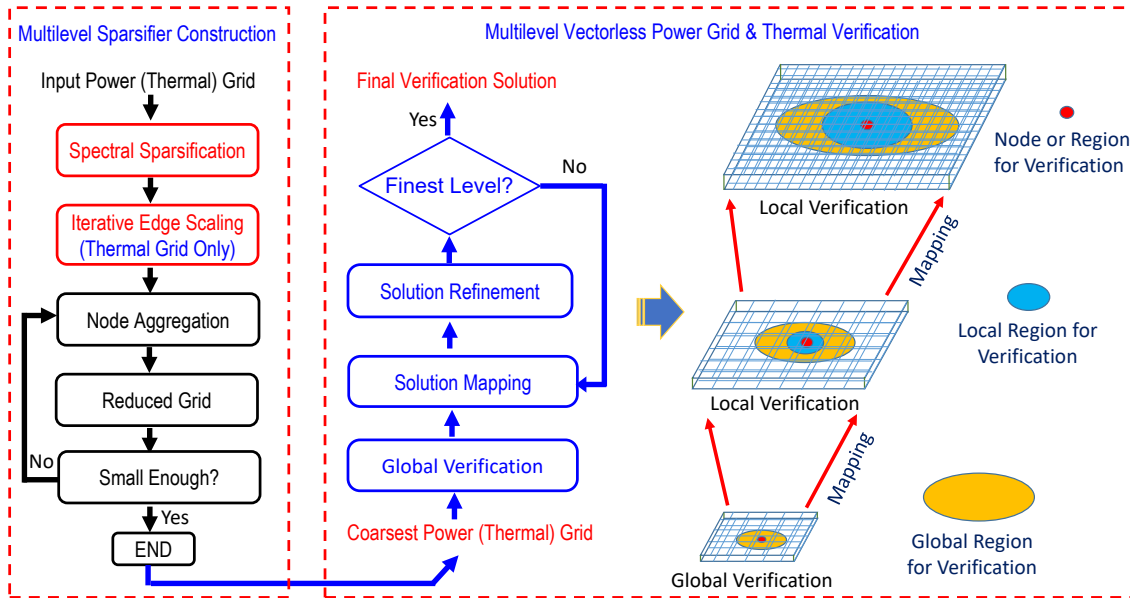 Multilevel Sparsifier Construction
Input Power (Thermal) Grid
Spectral Sparsification
Iterative Edge Scaling
(Thermal Grid Only)
Node Aggregation
Reduced Grid
No
Small Enough?
Yes
END
Multilevel Vectorless Power Grid & Thermal Verification
Final Verification Solution
Yes
Finest Level?
No
Solution Refinement
Solution Mapping
Global Verification
Coarsest Power (Thermal) Grid
Local Verification
Mapping
Local Verification
Mapping
Global Verification
Node or Region
for Verification
Local Region for
Verification
Global Region
for Verification